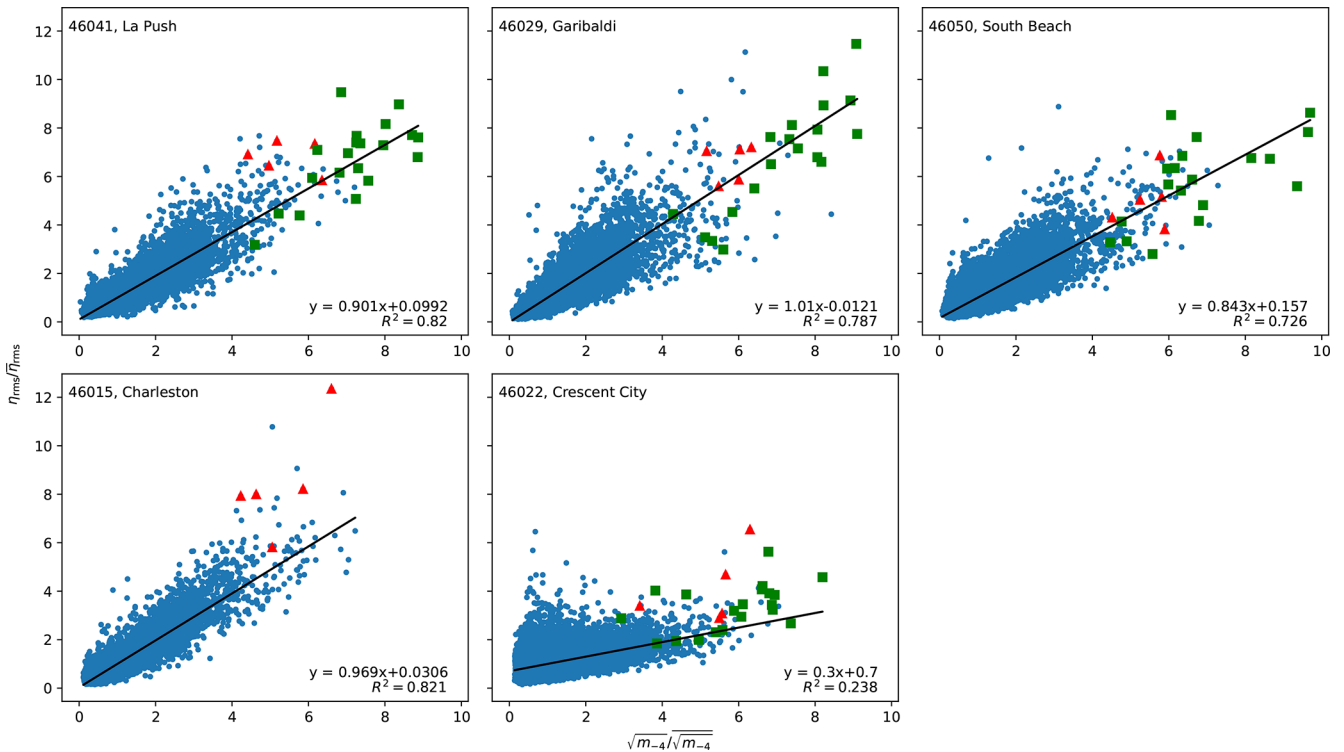 46041, La Push
12
10
8
6
4
2
0
y = 0.901x+0.0992
R² = 0.82
0 2 4 6 8 10
46029, Garibaldi
y = 1.01x-0.0121
R² = 0.787
0 2 4 6 8 10
46050, South Beach
y = 0.843x+0.157
R² = 0.726
0 2 4 6 8 10
ηrms/η̅rms
46015, Charleston
12
10
8
6
4
2
0
y = 0.969x+0.0306
R² = 0.821
0 2 4 6 8 10
46022, Crescent City
y = 0.3x+0.7
R² = 0.238
0 2 4 6 8 10
√m₋₄/√m₋₄